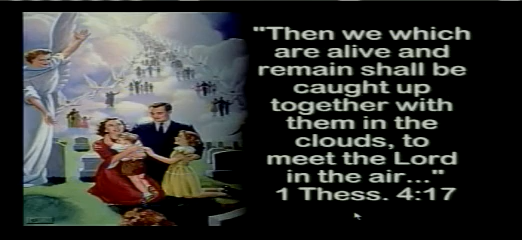 "Then we which
are alive and
remain shall be
caught up
together with
them in the
clouds, to
meet the Lord
in the air..."
1 Thess. 4:17